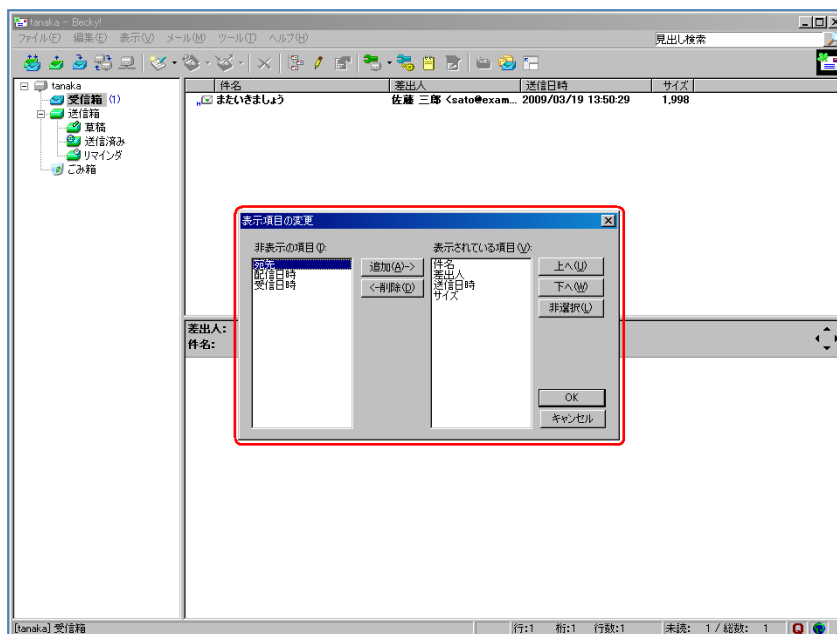 tanaka - Becky!
ファイル(F) 編集(E) 表示(V) メール(M) ツール(T) ヘルプ(H)
見出し検索
tanaka
受信箱 (1)
送信箱
草稿
送信済み
リマインダ
ごみ箱
件名 差出人 送信日時 サイズ
またいきましょう 佐藤 三郎 <sato@exam... 2009/03/19 13:50:29 1,998
表示項目の変更
非表示の項目(I):
宛先
配信日時
受信日時
追加(A)->
<-削除(D)
表示されている項目(V):
件名
差出人
送信日時
サイズ
上へ(U)
下へ(W)
非選択(L)
OK
キャンセル
差出人:
件名:
[tanaka] 受信箱
行:1 桁:1 行数:1 未読: 1 / 総数: 1